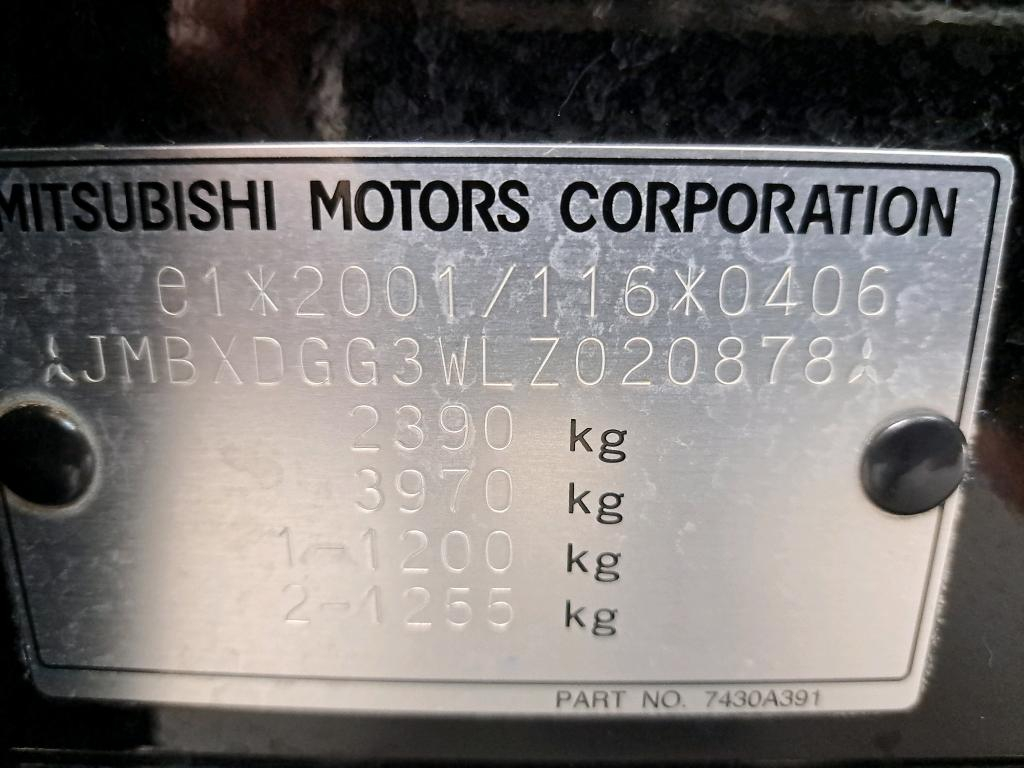 MITSUBISHI MOTORS CORPORATION
e1*2001/116*0406
JMBXDGG3WLZ020878
2390 kg
3970 kg
1-1200 kg
2-1255 kg
PART NO. 7430A391